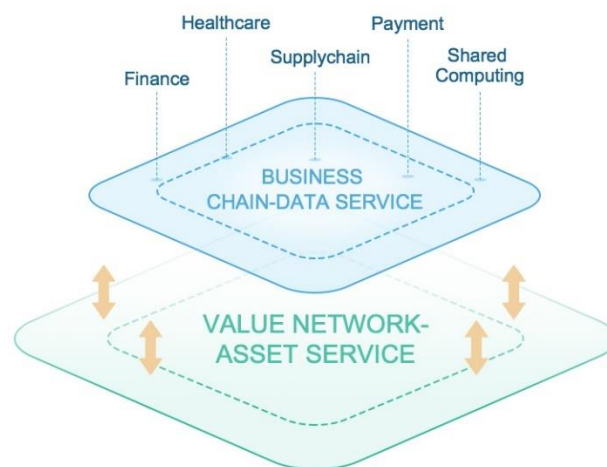 Healthcare
Payment
Finance
Supplychain
Shared
Computing
BUSINESS
CHAIN-DATA SERVICE
VALUE NETWORK-
ASSET SERVICE